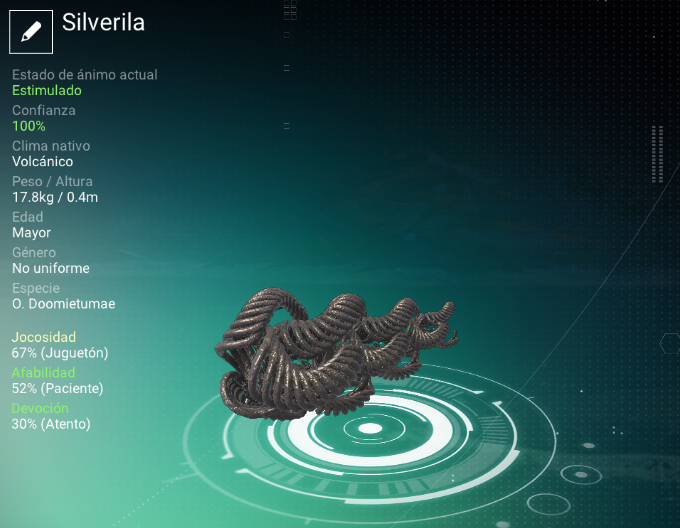 Silverila
Estado de ánimo actual
Estimulado
Confianza
100%
Clima nativo
Volcánico
Peso / Altura
17.8kg / 0.4m
Edad
Mayor
Género
No uniforme
Especie
O. Doomietumae
Jocosidad
67% (Juguetón)
Afabilidad
52% (Paciente)
Devoción
30% (Atento)